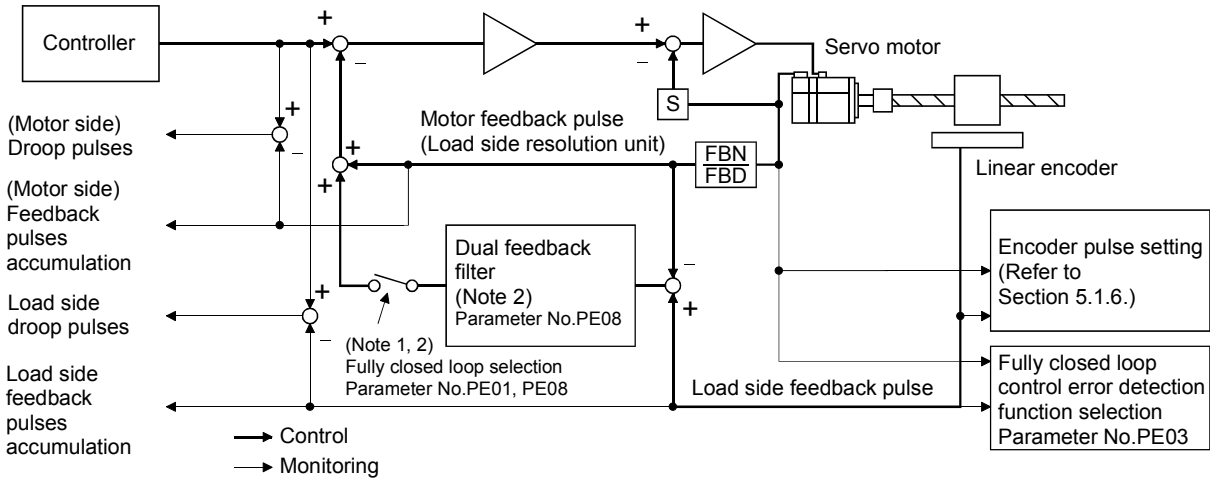 Controller
+
−
+
−
Servo motor
S
Motor feedback pulse
(Load side resolution unit)
FBN
FBD
Linear encoder
(Motor side)
Droop pulses
+
−
+
+
(Motor side)
Feedback
pulses
accumulation
Dual feedback
filter
(Note 2)
Parameter No.PE08
−
+
Encoder pulse setting
(Refer to
Section 5.1.6.)
Load side
droop pulses
+
−
(Note 1, 2)
Fully closed loop selection
Parameter No.PE01, PE08
Load side
feedback
pulses
accumulation
Load side feedback pulse
Fully closed loop
control error detection
function selection
Parameter No.PE03
Control
Monitoring